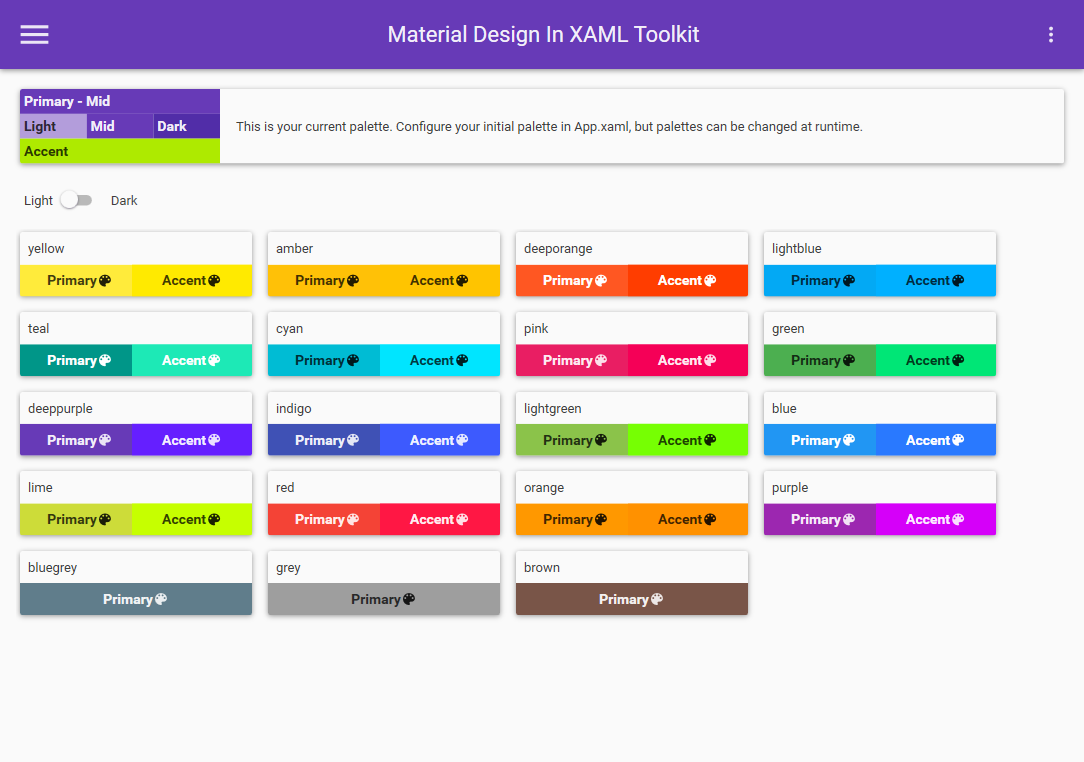 Material Design In XAML Toolkit
Primary - Mid
Light Mid Dark
Accent
This is your current palette. Configure your initial palette in App.xaml, but palettes can be changed at runtime.
Light Dark
yellow amber deeporange lightblue
Primary Accent Primary Accent Primary Accent Primary Accent
teal cyan pink green
Primary Accent Primary Accent Primary Accent Primary Accent
deeppurple indigo lightgreen blue
Primary Accent Primary Accent Primary Accent Primary Accent
lime red orange purple
Primary Accent Primary Accent Primary Accent Primary Accent
bluegrey grey brown
Primary Primary Primary